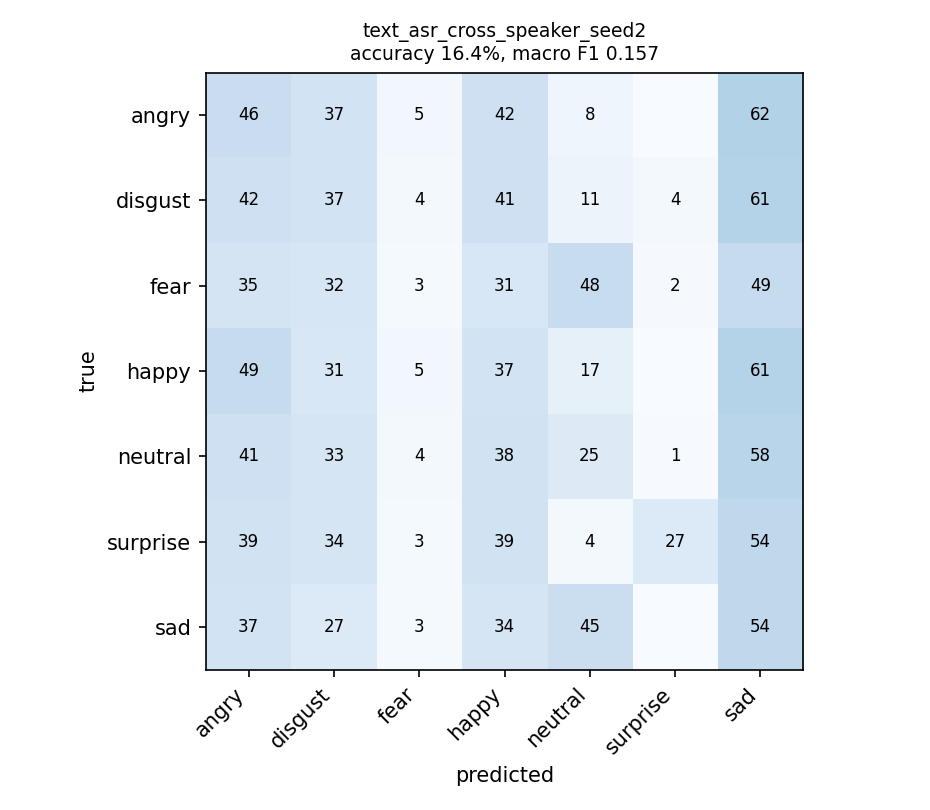 text_asr_cross_speaker_seed2
accuracy 16.4%, macro F1 0.157
true
angry 46 37 5 42 8 62
disgust 42 37 4 41 11 4 61
fear 35 32 3 31 48 2 49
happy 49 31 5 37 17 61
neutral 41 33 4 38 25 1 58
surprise 39 34 3 39 4 27 54
sad 37 27 3 34 45 54
angry disgust fear happy neutral surprise sad
predicted